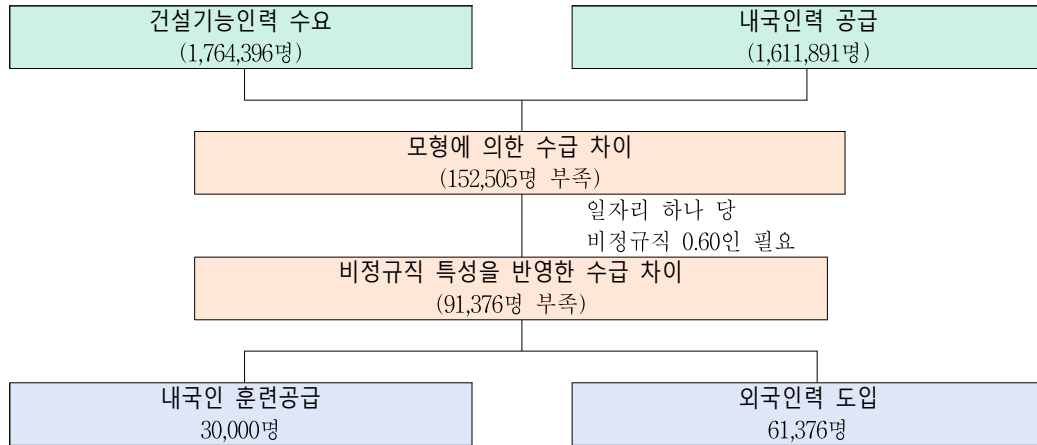 건설기능인력 수요
(1,764,396명)
내국인력 공급
(1,611,891명)
모형에 의한 수급 차이
(152,505명 부족)
일자리 하나 당
비정규직 0.60인 필요
비정규직 특성을 반영한 수급 차이
(91,376명 부족)
내국인 훈련공급
30,000명
외국인력 도입
61,376명